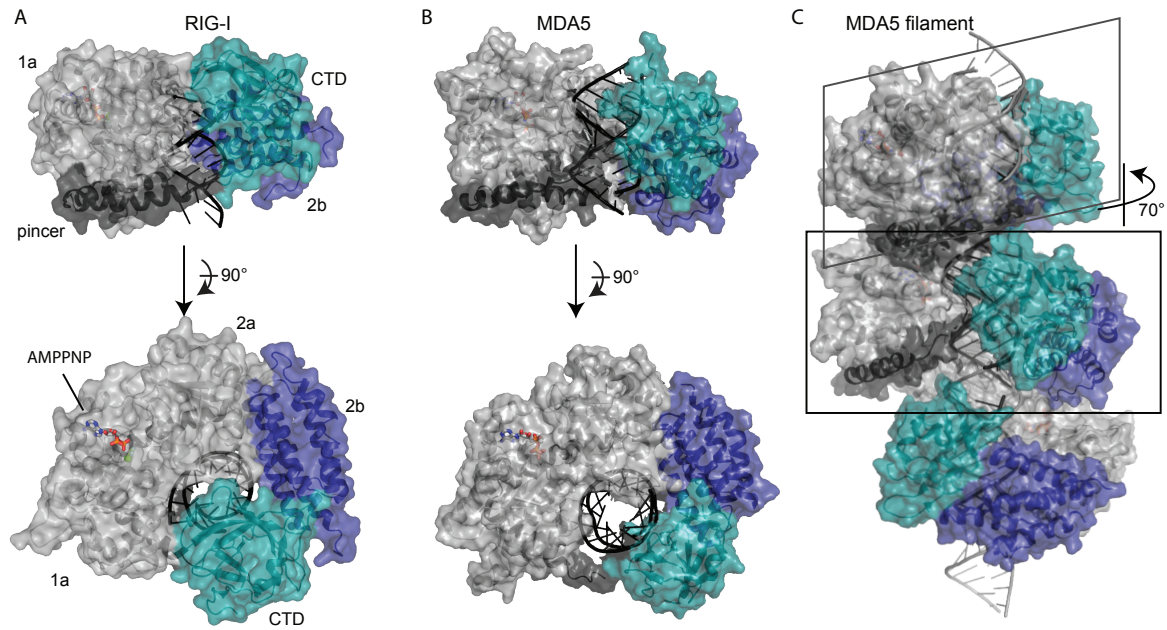 A
RIG-I
1a
CTD
pincer
2b
90°
2a
AMPPNP
2b
1a
CTD
B
MDA5
90°
C
MDA5 filament
70°